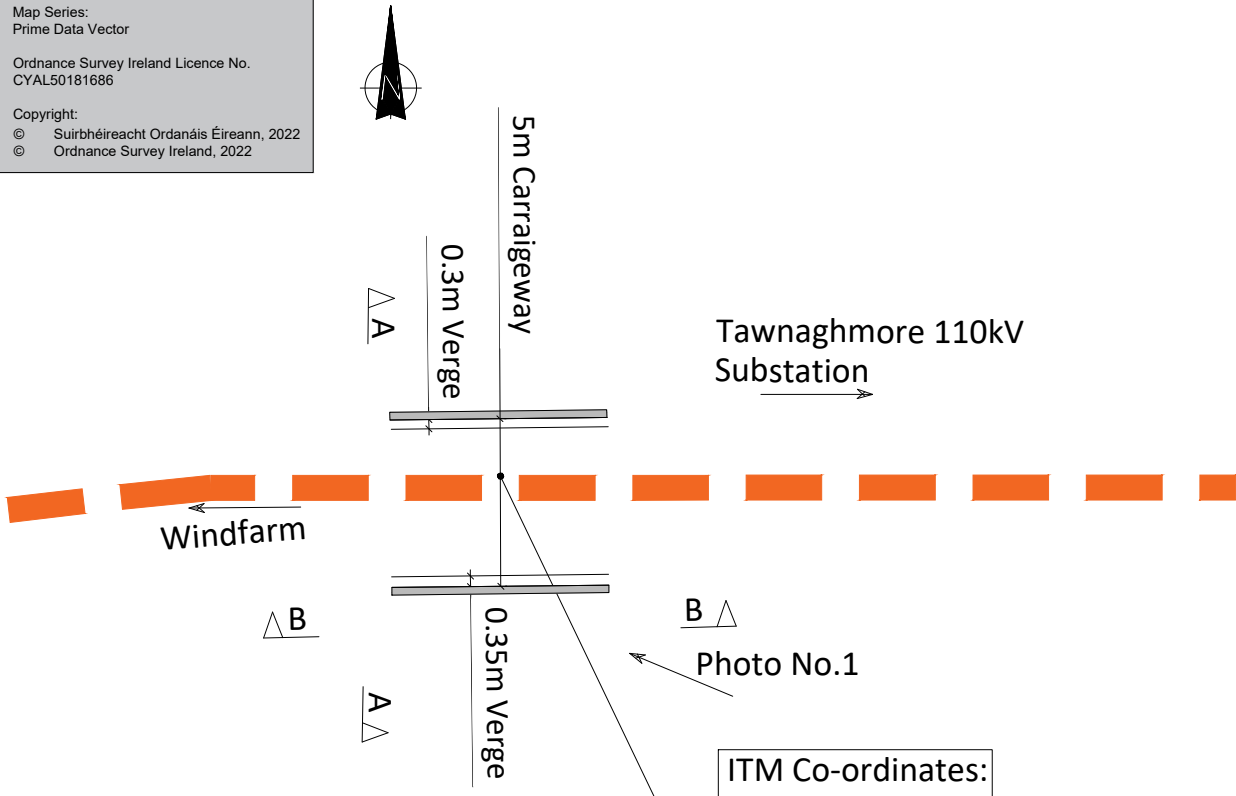 Map Series:
Prime Data Vector
Ordnance Survey Ireland Licence No.
CYAL50181686
Copyright:
© Suirbhéireacht Ordanáis Éireann, 2022
© Ordnance Survey Ireland, 2022
N
5m Carraigeway
0.3m Verge
A
Tawnaghmore 110kV
Substation
Windfarm
B
B
0.35m Verge
Photo No.1
A
ITM Co-ordinates: